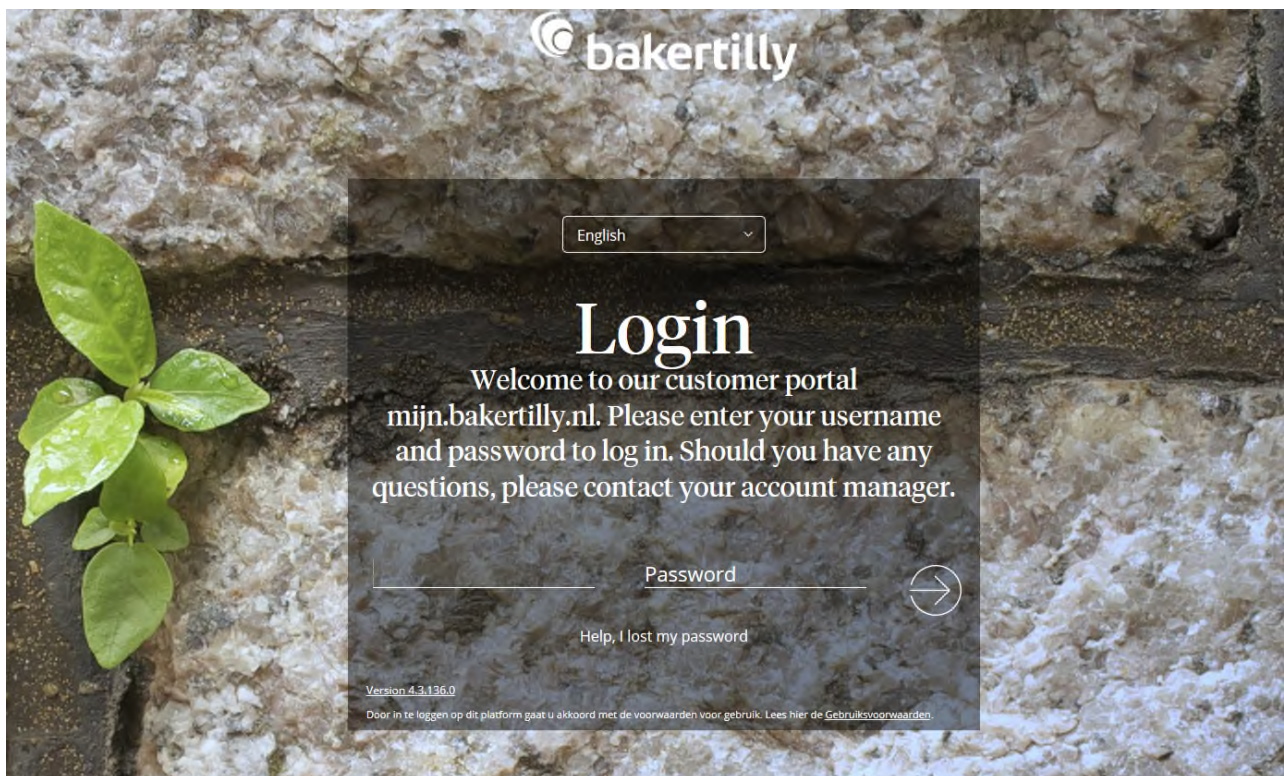 bakertilly
English
Login
Welcome to our customer portal
mijn.bakertilly.nl. Please enter your username
and password to log in. Should you have any
questions, please contact your account manager.
Password
Help, I lost my password
Version 4.3.136.0
Door in te loggen op dit platform gaat u akkoord met de voorwaarden voor gebruik. Lees hier de Gebruiksvoorwaarden.